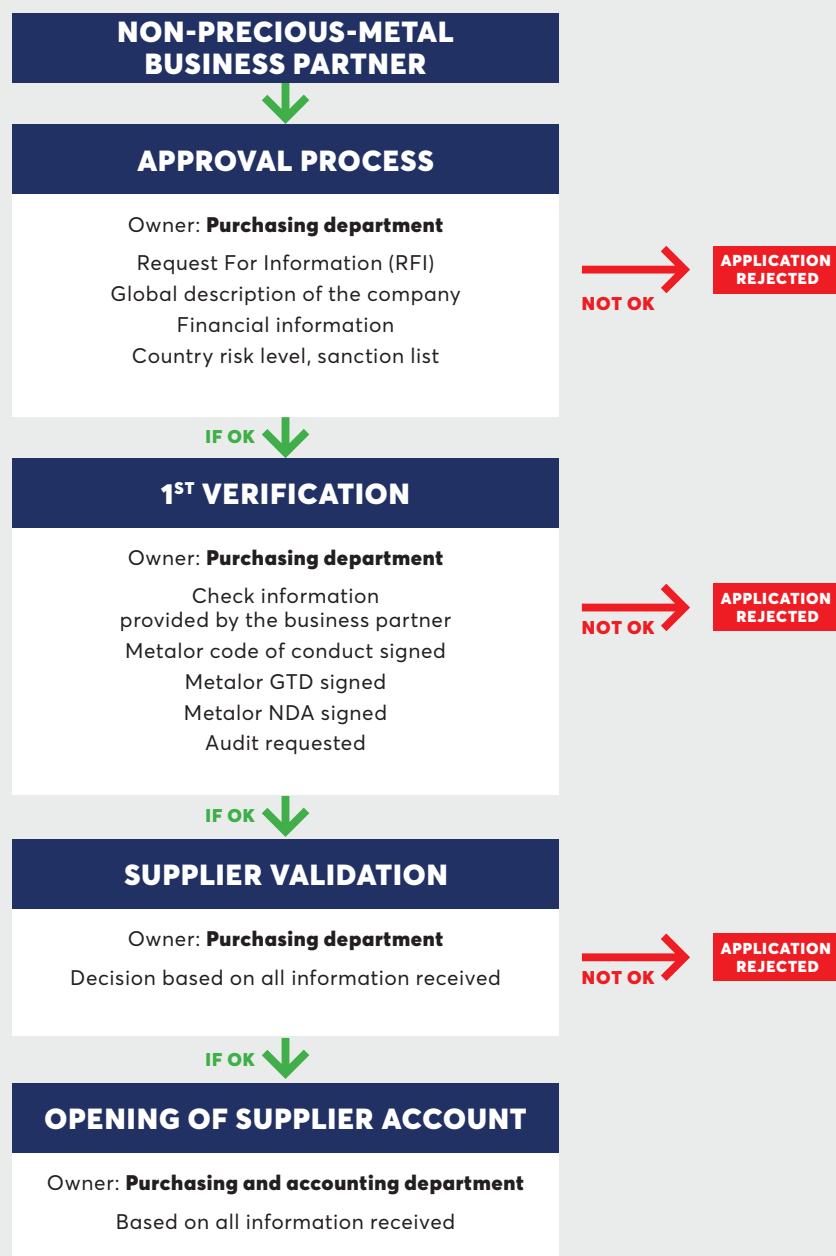 NON-PRECIOUS-METAL
BUSINESS PARTNER
APPROVAL PROCESS
Owner: Purchasing department
Request For Information (RFI)
Global description of the company
Financial information
Country risk level, sanction list
NOT OK
APPLICATION
REJECTED
IF OK
1ST VERIFICATION
Owner: Purchasing department
Check information
provided by the business partner
Metalor code of conduct signed
Metalor GTD signed
Metalor NDA signed
Audit requested
NOT OK
APPLICATION
REJECTED
IF OK
SUPPLIER VALIDATION
Owner: Purchasing department
Decision based on all information received
NOT OK
APPLICATION
REJECTED
IF OK
OPENING OF SUPPLIER ACCOUNT
Owner: Purchasing and accounting department
Based on all information received